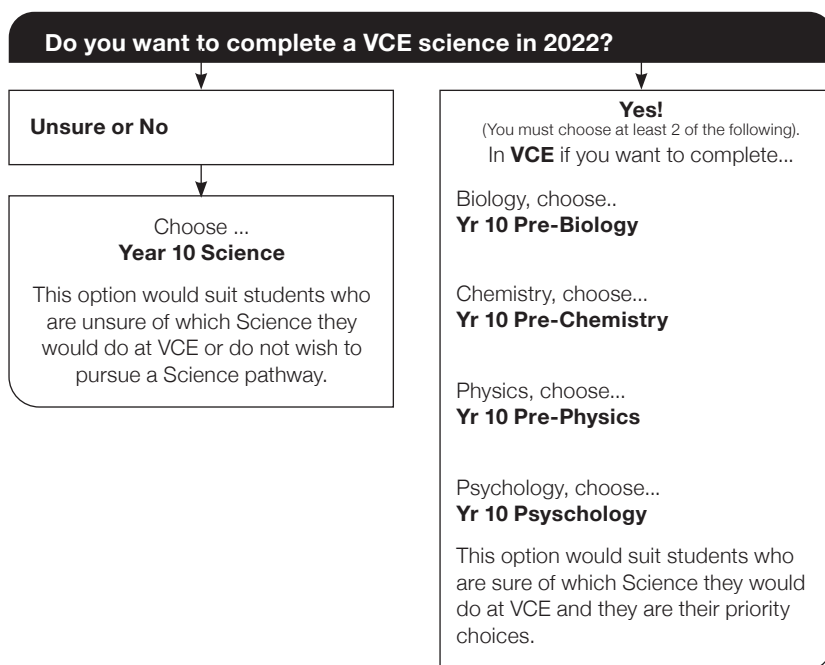 Do you want to complete a VCE science in 2022?
Unsure or No
Choose ...
Year 10 Science
This option would suit students who
are unsure of which Science they
would do at VCE or do not wish to
pursue a Science pathway.
Yes!
(You must choose at least 2 of the following).
In VCE if you want to complete...
Biology, choose..
Yr 10 Pre-Biology
Chemistry, choose...
Yr 10 Pre-Chemistry
Physics, choose...
Yr 10 Pre-Physics
Psychology, choose...
Yr 10 Psyschology
This option would suit students who
are sure of which Science they would
do at VCE and they are their priority
choices.